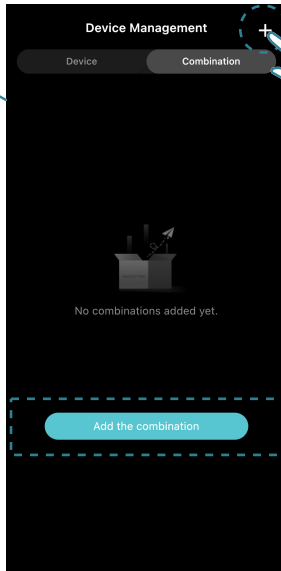 Device Management
+
Device
Combination
No combinations added yet.
Add the combination